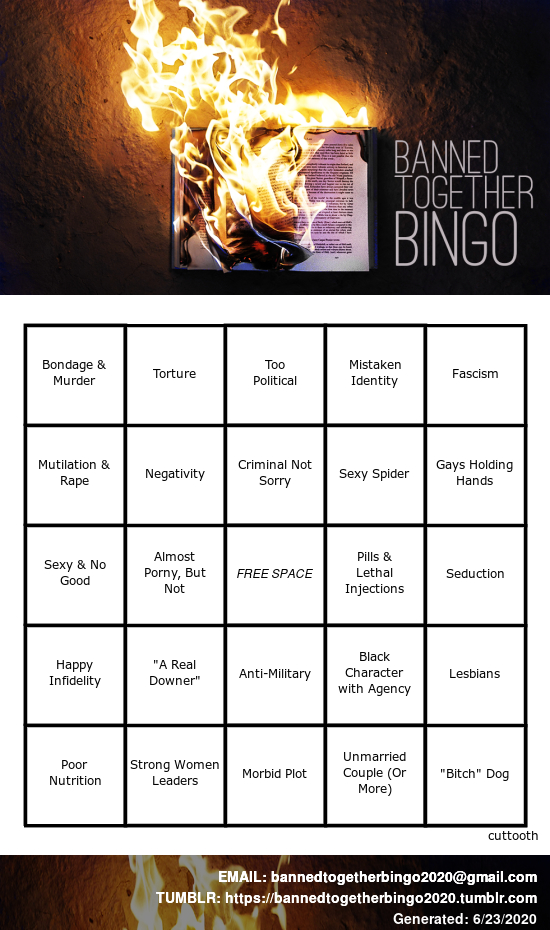 BANNED
TOGETHER
BINGO
Bondage &
Murder
Torture
Too
Political
Mistaken
Identity
Fascism
Mutilation &
Rape
Negativity
Criminal Not
Sorry
Sexy Spider
Gays Holding
Hands
Sexy & No
Good
Almost
Porny, But
Not
FREE SPACE
Pills &
Lethal
Injections
Seduction
Happy
Infidelity
"A Real
Downer"
Anti-Military
Black
Character
with Agency
Lesbians
Poor
Nutrition
Strong Women
Leaders
Morbid Plot
Unmarried
Couple (Or
More)
"Bitch" Dog
cuttooth
EMAIL: bannedtogetherbingo2020@gmail.com
TUMBLR: https://bannedtogetherbingo2020.tumblr.com
Generated: 6/23/2020